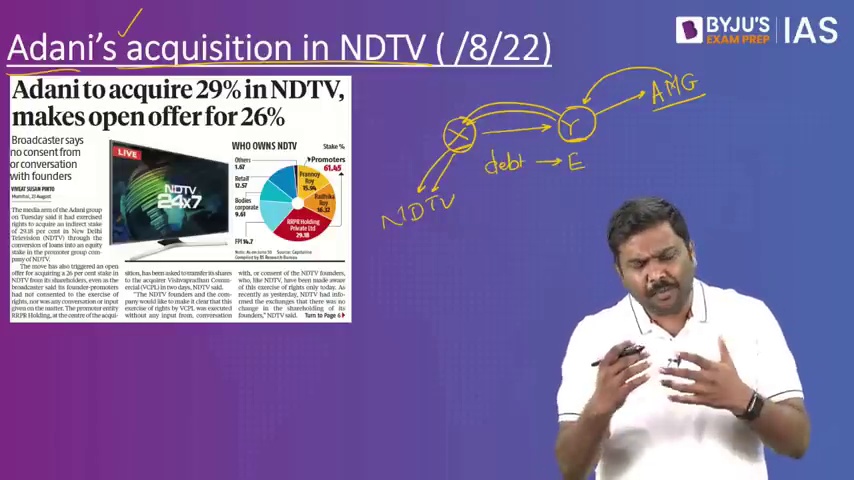 Adani's acquisition in NDTV ( /8/22)
BYJU'S
EXAM PREP
IAS
Adani to acquire 29% in NDTV,
makes open offer for 26%
Broadcaster says
no consent from
or conversation
with founders
VIVEAT SUSAN PINTO
Mumbai, 23 August
The media arm of the Adani group
on Tuesday said it had exercised
rights to acquire an indirect stake
of 29.18 per cent in New Delhi
Television (NDTV) through the
conversion of loans into an equity
stake in the promoter group com-
pany of NDTV.
The move has also triggered an open
offer for acquiring a 26 per cent stake in
NDTV from its shareholders, even as the
broadcaster said its founder-promoters
had not consented to the exercise of
rights, nor was any conversation or input
given on the matter. The promoter entity
RRPR Holding, at the centre of the acqui-
LIVE
NDTV
24x7
WHO OWNS NDTV
Stake %
Others
1.67
Retail
12.57
Bodies
corporate
9.61
FPI 14.7
Promoters
61.45
Prannoy
Roy
15.94
Radhika
Roy
16.32
RRPR Holding
Private Ltd
29.18
Note: As on June 30 Source: Capitaline
Compiled by BS Research Bureau
sition, has been asked to transfer its shares
to the acquirer Vishvapradhan Comme-
rcial (VCPL) in two days, NDTV said.
"The NDTV founders and the com-
pany would like to make it clear that this
exercise of rights by VCPL was executed
without any input from, conversation
with, or consent of the NDTV founders,
who, like NDTV, have been made aware
of this exercise of rights only today. As
recently as yesterday, NDTV had info-
rmed the exchanges that there was no
change in the shareholding of its
founders," NDTV said. Turn to Page 6
X
Y
AMG
debt → E
NDTV